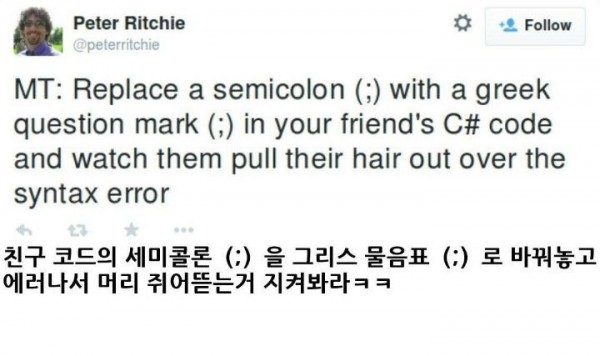 Peter Ritchie
@peterritchie
Follow
MT: Replace a semicolon (;) with a greek
question mark (;) in your friend's C# code
and watch them pull their hair out over the
syntax error
친구 코드의 세미콜론 (;) 을 그리스 물음표 (;) 로 바꿔놓고
에러나서 머리 쥐어뜯는거 지켜봐라ㅋㅋ